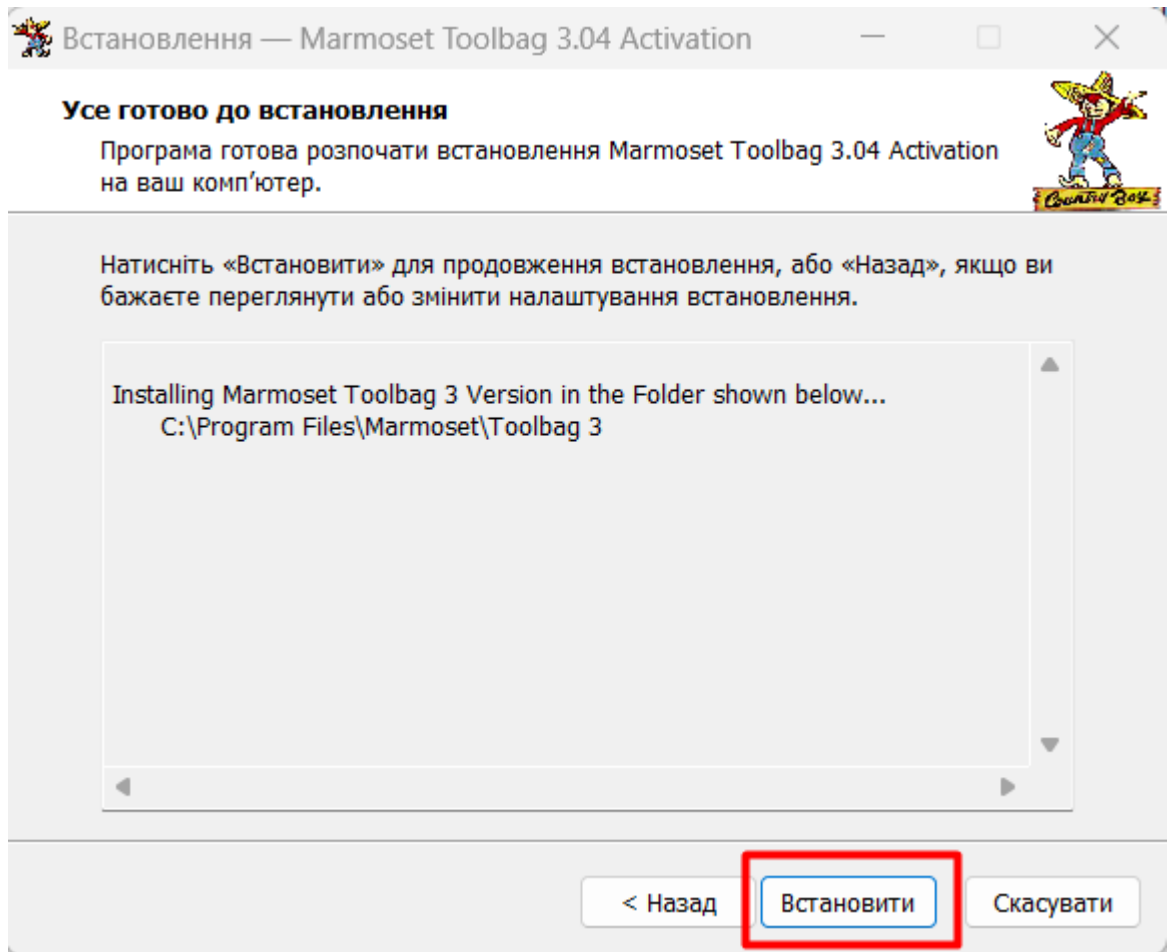 Встановлення — Marmoset Toolbag 3.04 Activation
Усе готово до встановлення
Програма готова розпочати встановлення Marmoset Toolbag 3.04 Activation
на ваш комп’ютер.
Country Boy
Натисніть «Встановити» для продовження встановлення, або «Назад», якщо ви
бажаєте переглянути або змінити налаштування встановлення.
Installing Marmoset Toolbag 3 Version in the Folder shown below...
C:\Program Files\Marmoset\Toolbag 3
< Назад
Встановити
Скасувати